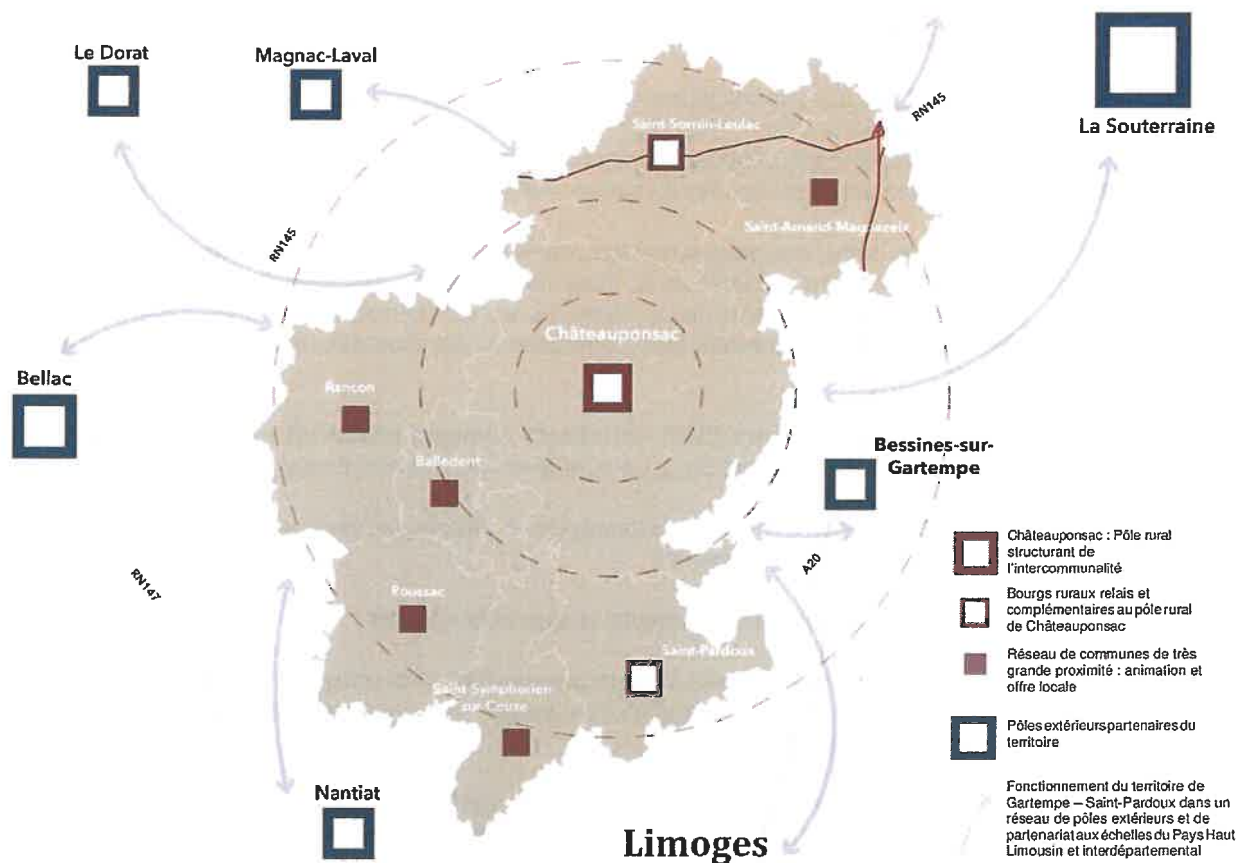 Le Dorat
Magnac-Laval
RN145
La Souterraine
Saint-Sornin-Leulac
Saint-Amand-Magnazeix
RN145
Châteauponsac
Bellac
Rancon
Balledent
Bessines-sur-
Gartempe
A20
RN147
Roussac
Saint-Pardoux
Saint-Symphorien
sur-Couze
Nantiat
Limoges
Châteauponsac : Pôle rural
structurant de
l'intercommunalité
Bourgs ruraux relais et
complémentaires au pôle rural
de Châteauponsac
Réseau de communes de très
grande proximité : animation et
offre locale
Pôles extérieurs partenaires du
territoire
Fonctionnement du territoire de
Gartempe – Saint-Pardoux dans un
réseau de pôles extérieurs et de
partenariat aux échelles du Pays Haut
Limousin et interdépartemental